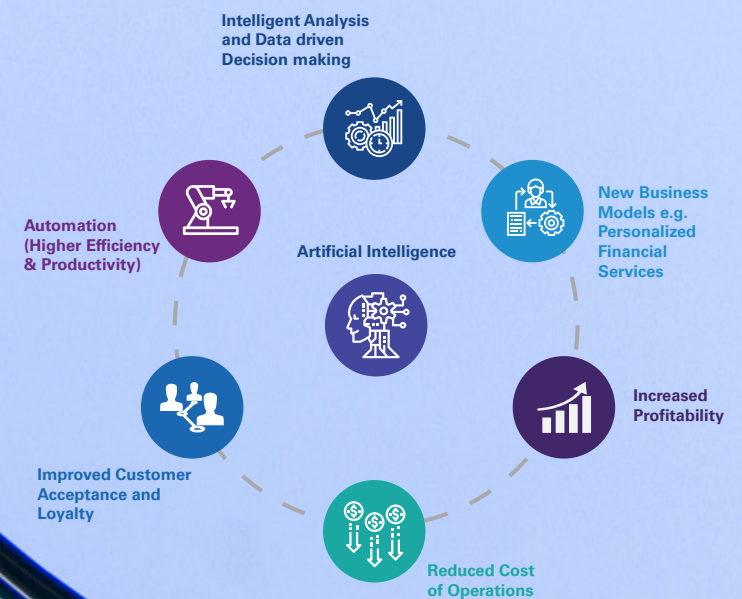 Intelligent Analysis
and Data driven
Decision making
New Business
Models e.g.
Personalized
Financial
Services
Automation
(Higher Efficiency
& Productivity)
Artificial Intelligence
Increased
Profitability
Improved Customer
Acceptance and
Loyalty
Reduced Cost
of Operations